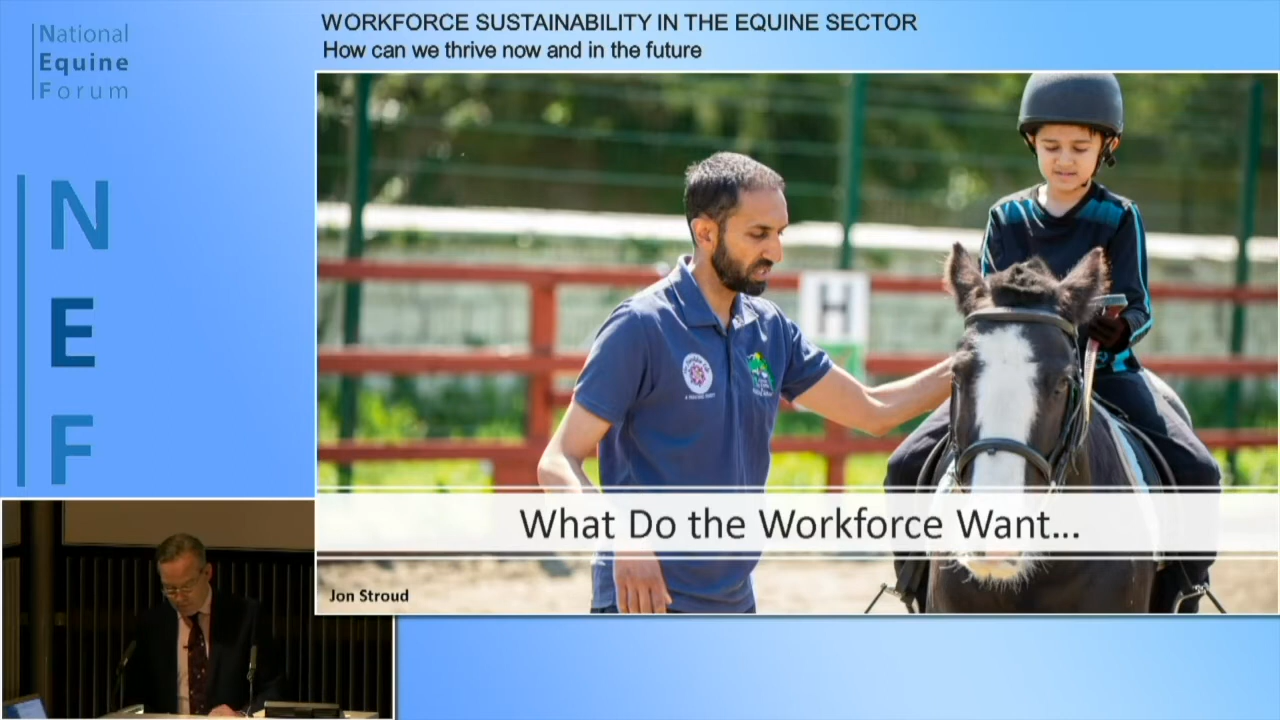 National
Equine
Forum
WORKFORCE SUSTAINABILITY IN THE EQUINE SECTOR
How can we thrive now and in the future
N
E
F
H
What Do the Workforce Want...
Jon Stroud